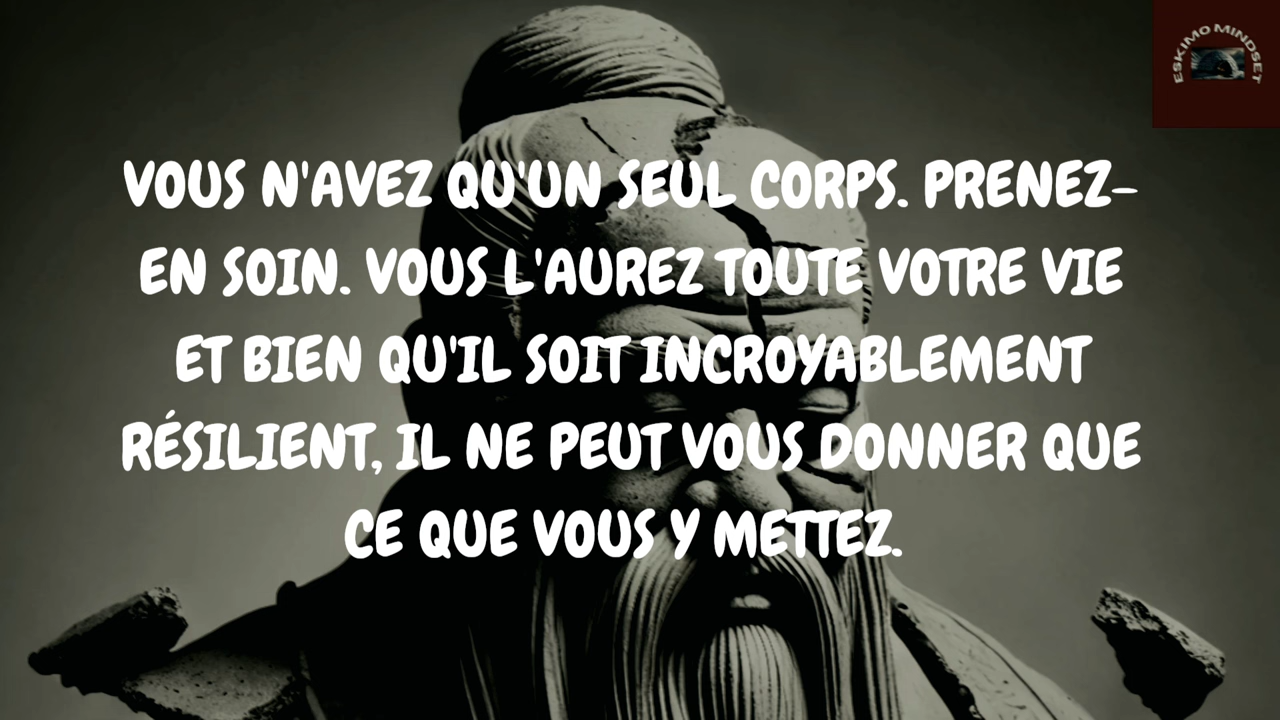 ESKIMO MINDSET
VOUS N'AVEZ QU'UN SEUL CORPS. PRENEZ-
EN SOIN. VOUS L'AUREZ TOUTE VOTRE VIE
ET BIEN QU'IL SOIT INCROYABLEMENT
RÉSILIENT, IL NE PEUT VOUS DONNER QUE
CE QUE VOUS Y METTEZ.